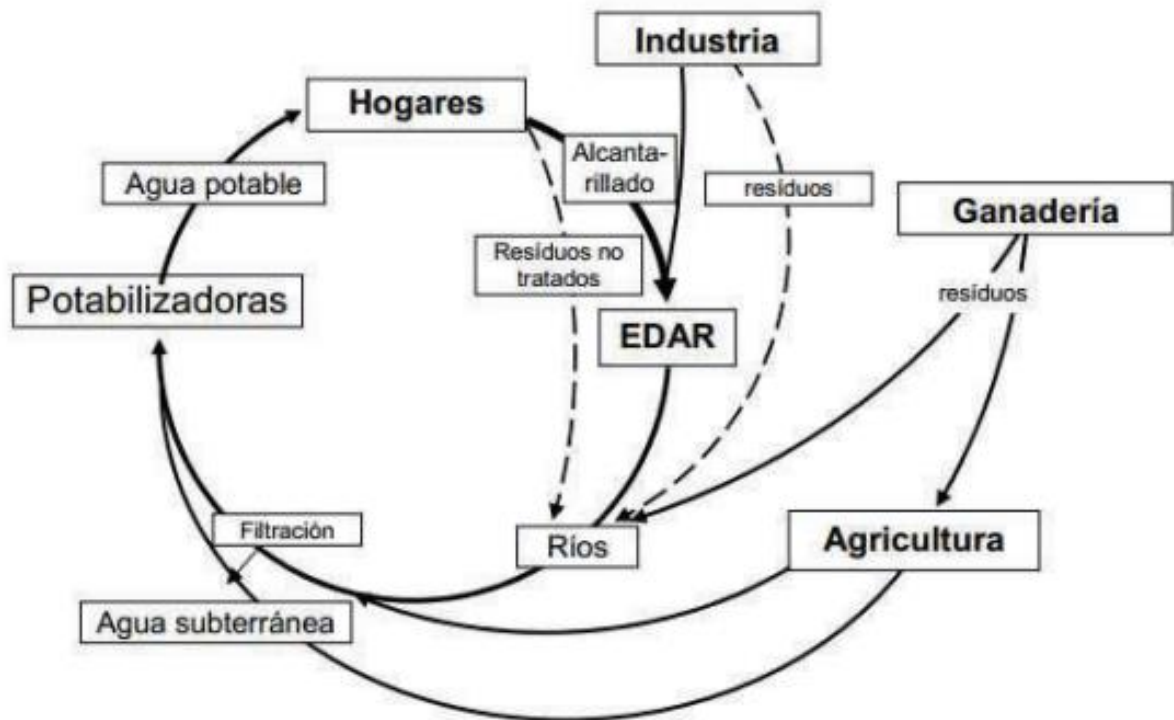 Industria
Hogares
Alcanta-
rillado
resíduos
Agua potable
Ganadería
Resíduos no
tratados
Potabilizadoras
resíduos
EDAR
Filtración
Ríos
Agricultura
Agua subterránea